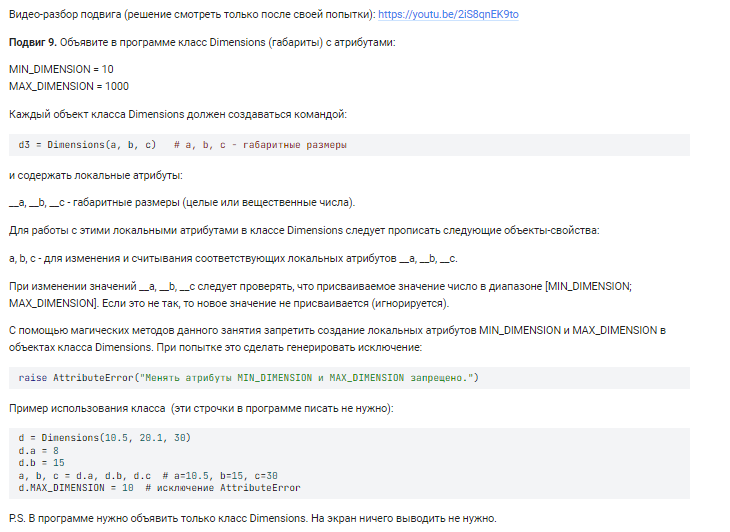 Видео-разбор подвига (решение смотреть только после своей попытки): https://youtu.be/2iS8qnEK9to
Подвиг 9. Объявите в программе класс Dimensions (габариты) с атрибутами:
MIN_DIMENSION = 10
MAX_DIMENSION = 1000
Каждый объект класса Dimensions должен создаваться командой:
d3 = Dimensions(a, b, c)   # a, b, c - габаритные размеры
и содержать локальные атрибуты:
__a, __b, __c - габаритные размеры (целые или вещественные числа).
Для работы с этими локальными атрибутами в классе Dimensions следует прописать следующие объекты-свойства:
a, b, c - для изменения и считывания соответствующих локальных атрибутов __a, __b, __c.
При изменении значений __a, __b, __c следует проверять, что присваиваемое значение число в диапазоне [MIN_DIMENSION;
MAX_DIMENSION]. Если это не так, то новое значение не присваивается (игнорируется).
С помощью магических методов данного занятия запретить создание локальных атрибутов MIN_DIMENSION и MAX_DIMENSION в
объектах класса Dimensions. При попытке это сделать генерировать исключение:
raise AttributeError("Менять атрибуты MIN_DIMENSION и MAX_DIMENSION запрещено.")
Пример использования класса  (эти строчки в программе писать не нужно):
d = Dimensions(10.5, 20.1, 30)
d.a = 8
d.b = 15
a, b, c = d.a, d.b, d.c  # a=10.5, b=15, c=30
d.MAX_DIMENSION = 10  # исключение AttributeError
P.S. В программе нужно объявить только класс Dimensions. На экран ничего выводить не нужно.